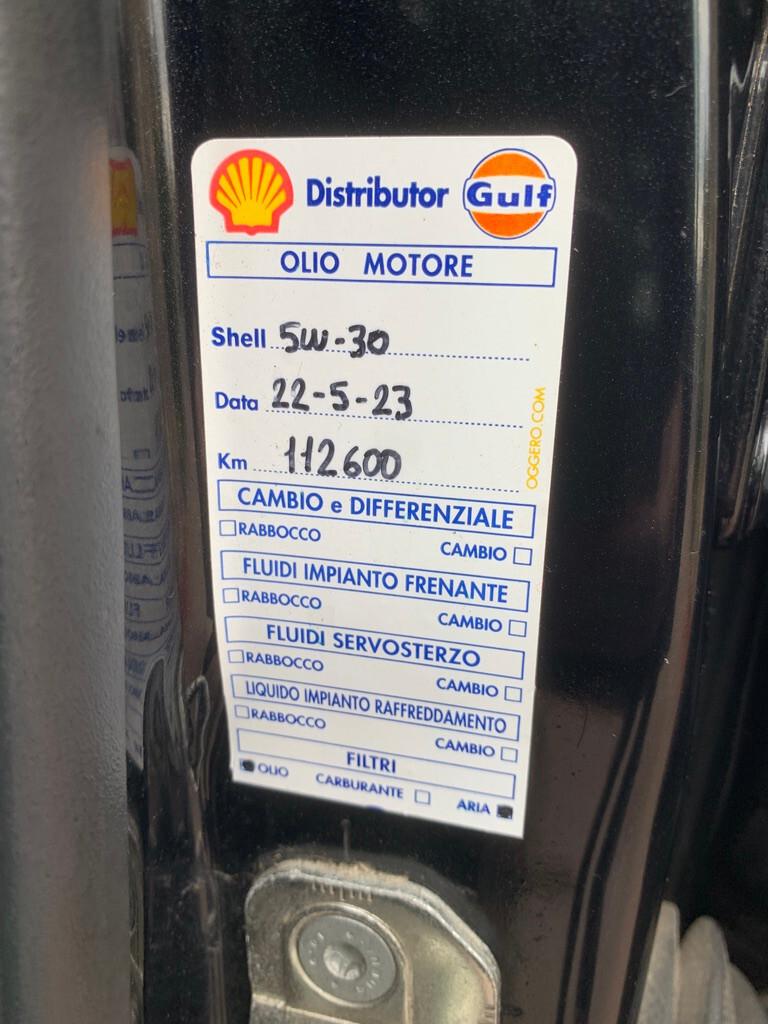 Distributor Gulf
OLIO MOTORE
Shell 5W-30
Data 22-5-23
Km 112600
OGGERO.COM
CAMBIO e DIFFERENZIALE
RABBOCCO CAMBIO
FLUIDI IMPIANTO FRENANTE
RABBOCCO CAMBIO
FLUIDI SERVOSTERZO
RABBOCCO CAMBIO
LIQUIDO IMPIANTO RAFFREDDAMENTO
RABBOCCO CAMBIO
FILTRI
OLIO CARBURANTE ARIA